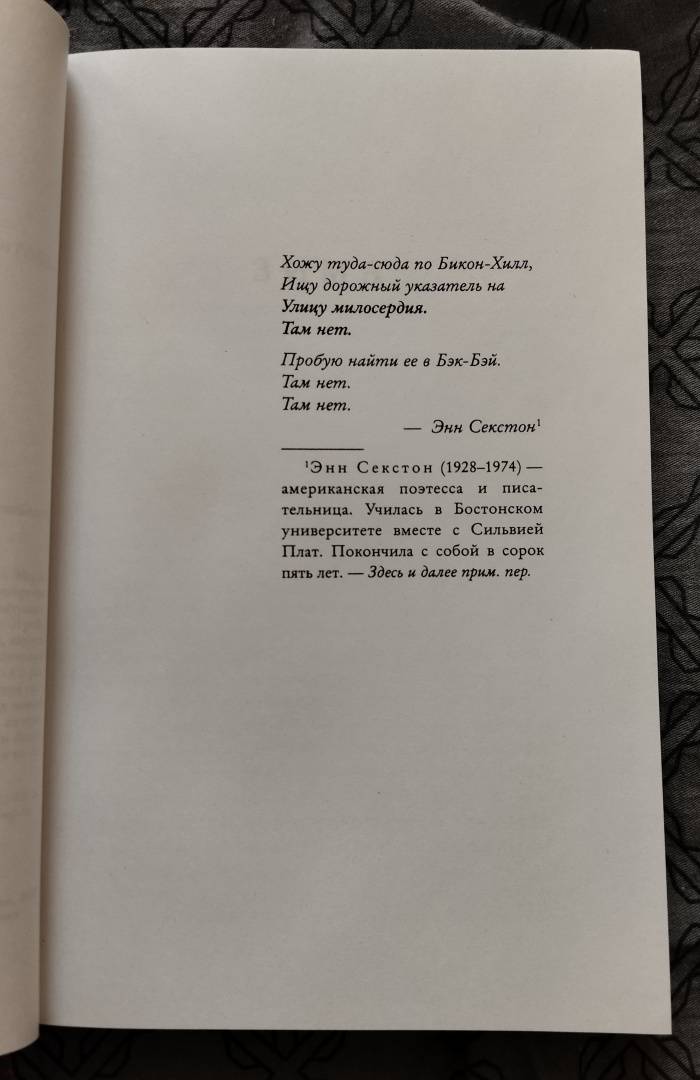 Хожу туда-сюда по Бикон-Хилл,
Ищу дорожный указатель на
Улицу милосердия.
Там нет.
Пробую найти ее в Бэк-Бэй.
Там нет.
Там нет.
— Энн Секстон¹
¹Энн Секстон (1928–1974) —
американская поэтесса и писа-
тельница. Училась в Бостонском
университете вместе с Сильвией
Плат. Покончила с собой в сорок
пять лет. — Здесь и далее прим. пер.